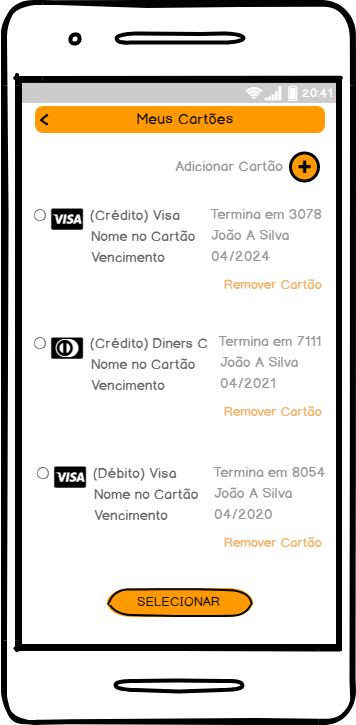 20:41
Meus Cartões
Adicionar Cartão
VISA (Crédito) Visa Termina em 3078
Nome no Cartão João A Silva
Vencimento 04/2024
Remover Cartão
(Crédito) Diners C Termina em 7111
Nome no Cartão João A Silva
Vencimento 04/2021
Remover Cartão
VISA (Débito) Visa Termina em 8054
Nome no Cartão João A Silva
Vencimento 04/2020
Remover Cartão
SELECIONAR